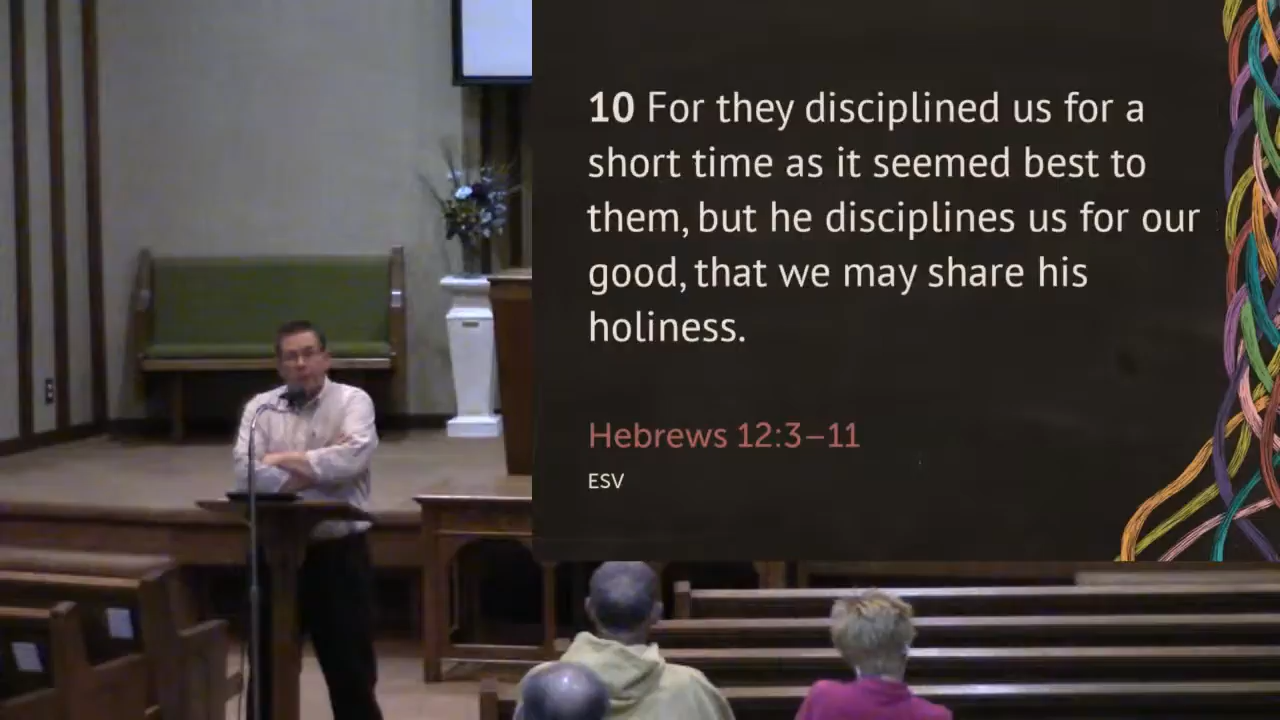 10 For they disciplined us for a
short time as it seemed best to
them, but he disciplines us for our
good, that we may share his
holiness.
Hebrews 12:3–11
ESV